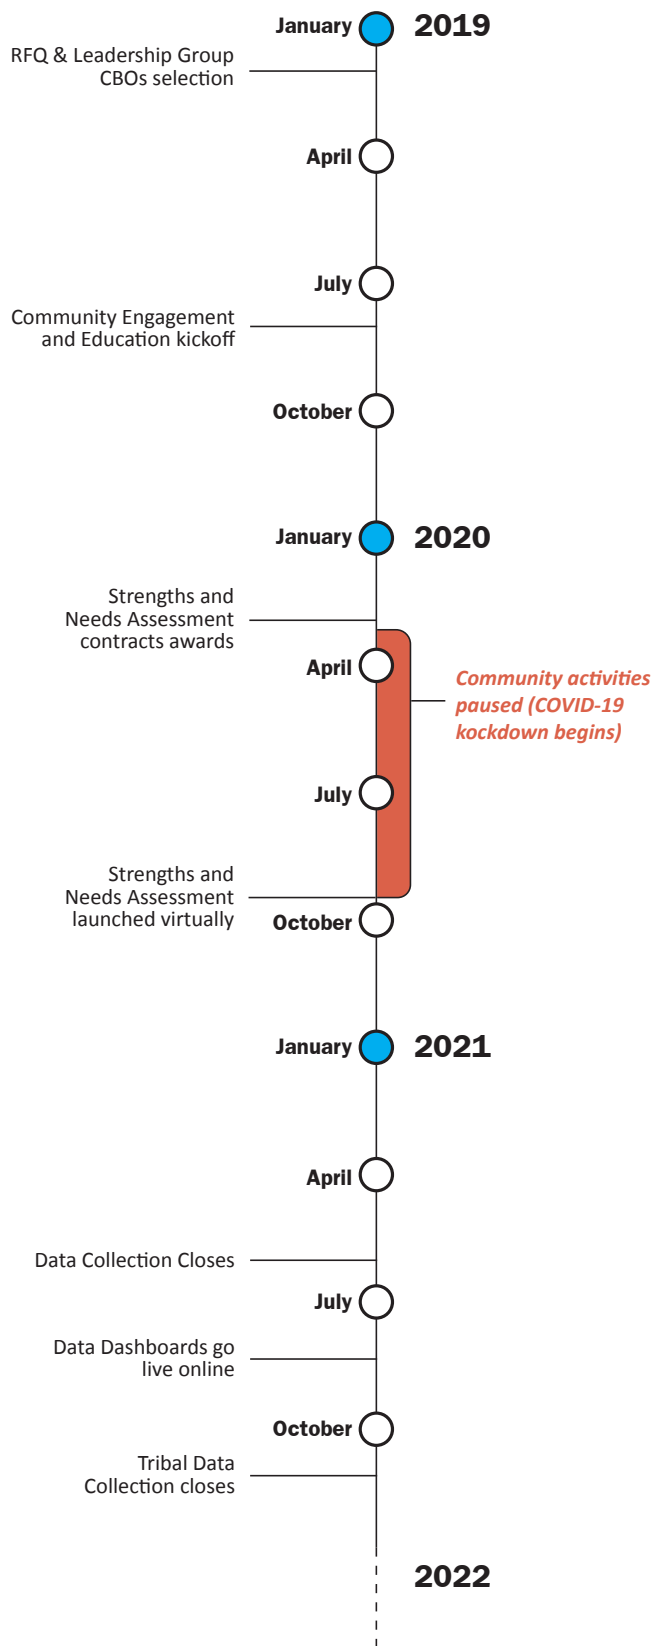 January 2019
RFQ & Leadership Group
CBOs selection
April
July
Community Engagement
and Education kickoff
October
January 2020
Strengths and
Needs Assessment
contracts awards
April
Community activities
paused (COVID-19
kockdown begins)
July
Strengths and
Needs Assessment
launched virtually
October
January 2021
April
Data Collection Closes
July
Data Dashboards go
live online
October
Tribal Data
Collection closes
2022